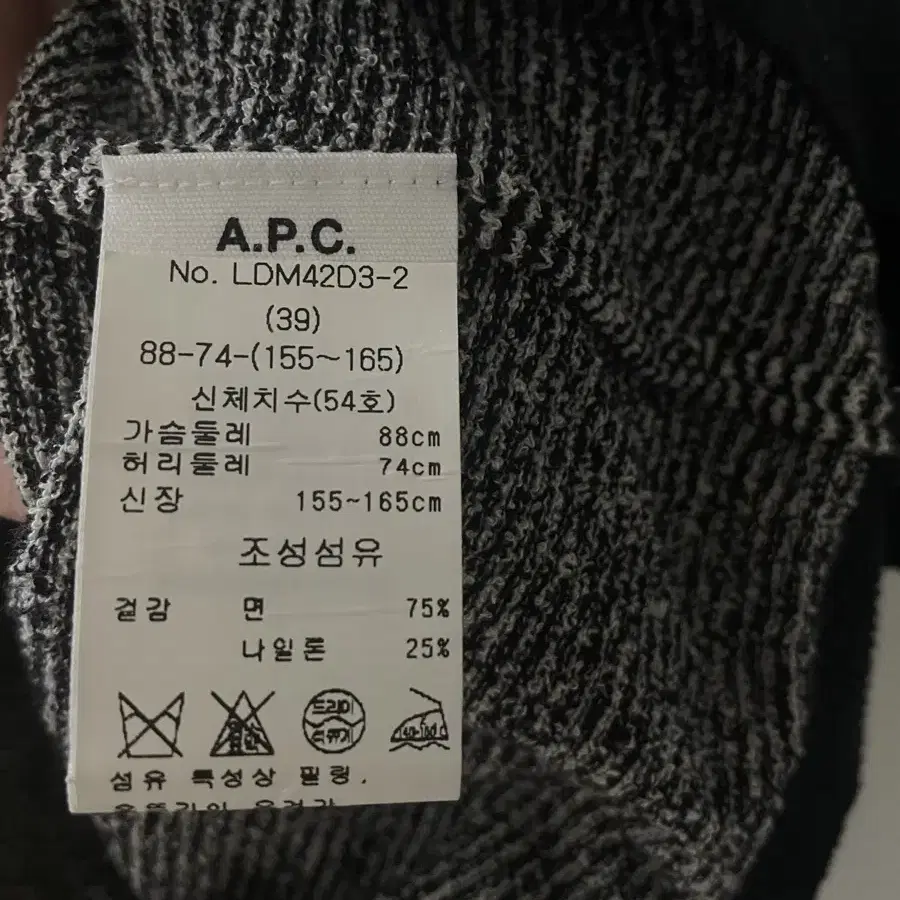 A.P.C.
No. LDM42D3-2
(39)
88-74-(155~165)
신체치수(54호)
가슴둘레 88cm
허리둘레 74cm
신장 155~165cm
조성섬유
겉감 면 75%
나일론 25%
드라이
섬유 특성상 필링,